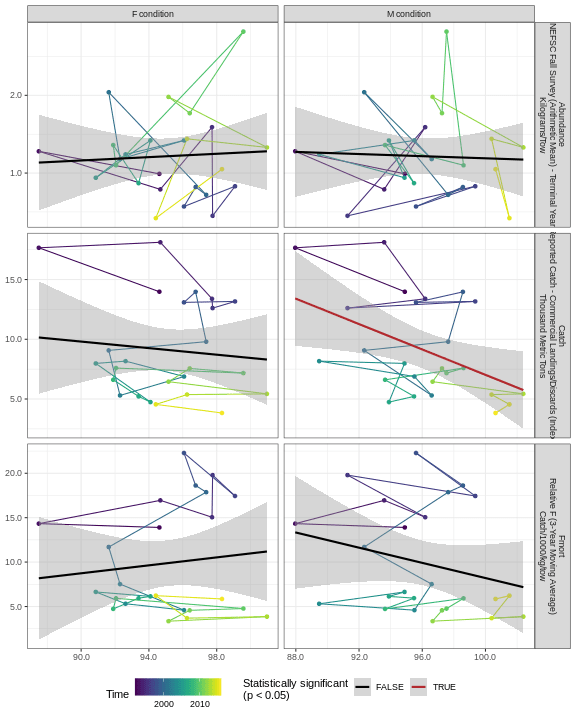 F condition
M condition
2.0
1.0
Abundance
NEFSC Fall Survey (Arithmetic Mean) - Terminal Year
Kilograms/tow
15.0
10.0
5.0
Catch
Reported Catch - Commercial Landings/Discards (Index
Thousand Metric Tons
20.0
15.0
10.0
5.0
Fmort
Relative F (3-Year Moving Average)
Catch/1000/kg/tow
90.0
94.0
98.0
88.0
92.0
96.0
100.0
Time
2000
2010
Statistically significant
(p < 0.05)
FALSE
TRUE